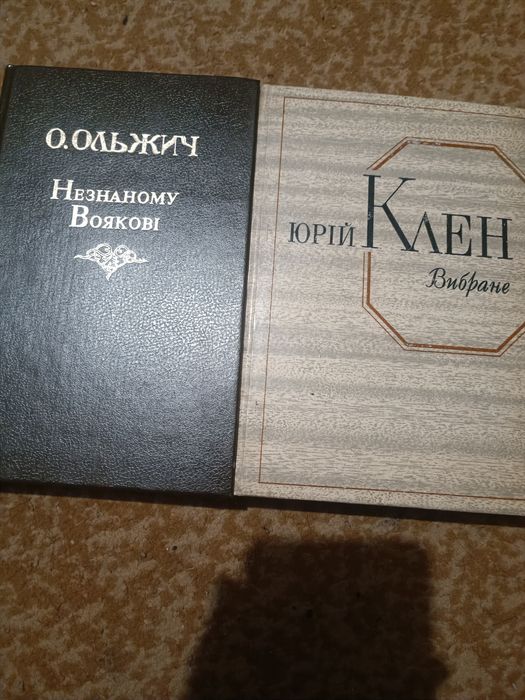 О. ОЛЬЖИЧ
НЕЗНАНОМУ
ВОЯКОВІ
ЮРІЙ КЛЕН
Вибране